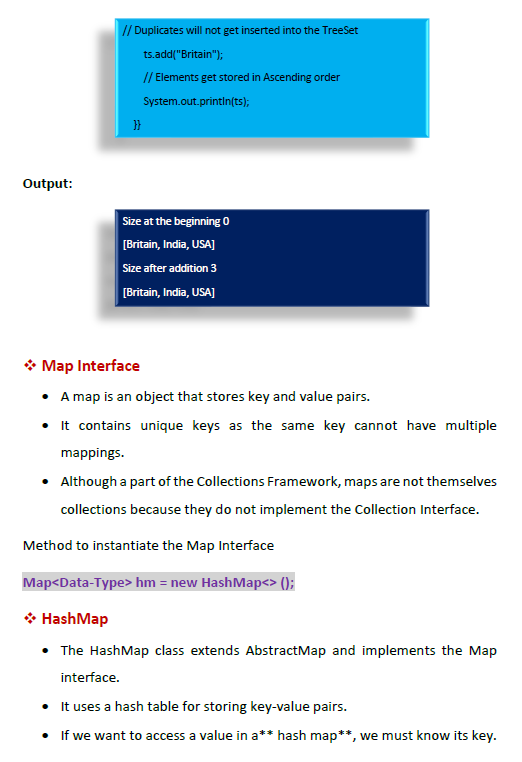 // Duplicates will not get inserted into the TreeSet
ts.add("Britain");
// Elements get stored in Ascending order
System.out.println(ts);
}}
Output:
Size at the beginning 0
[Britain, India, USA]
Size after addition 3
[Britain, India, USA]
❖ Map Interface
• A map is an object that stores key and value pairs.
• It contains unique keys as the same key cannot have multiple
mappings.
• Although a part of the Collections Framework, maps are not themselves
collections because they do not implement the Collection Interface.
Method to instantiate the Map Interface
Map<Data-Type> hm = new HashMap<> ();
❖ HashMap
• The HashMap class extends AbstractMap and implements the Map
interface.
• It uses a hash table for storing key-value pairs.
• If we want to access a value in a** hash map**, we must know its key.